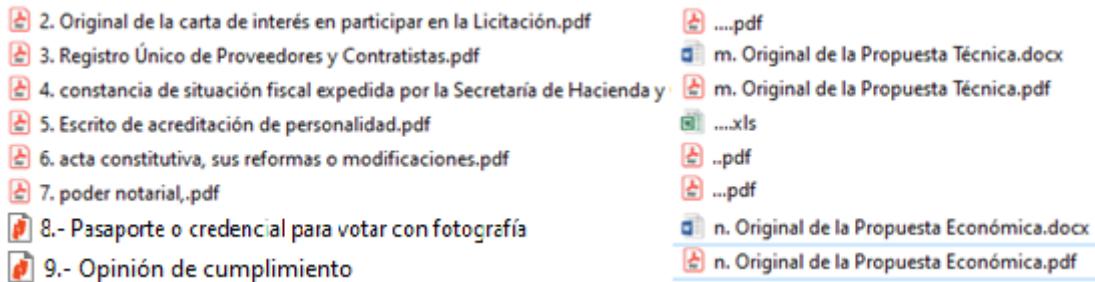 2. Original de la carta de interés en participar en la Licitación.pdf
3. Registro Único de Proveedores y Contratistas.pdf
4. constancia de situación fiscal expedida por la Secretaría de Hacienda y
5. Escrito de acreditación de personalidad.pdf
6. acta constitutiva, sus reformas o modificaciones.pdf
7. poder notarial,.pdf
8.- Pasaporte o credencial para votar con fotografía
9.- Opinión de cumplimiento
....pdf
m. Original de la Propuesta Técnica.docx
m. Original de la Propuesta Técnica.pdf
....xls
..pdf
...pdf
n. Original de la Propuesta Económica.docx
n. Original de la Propuesta Económica.pdf